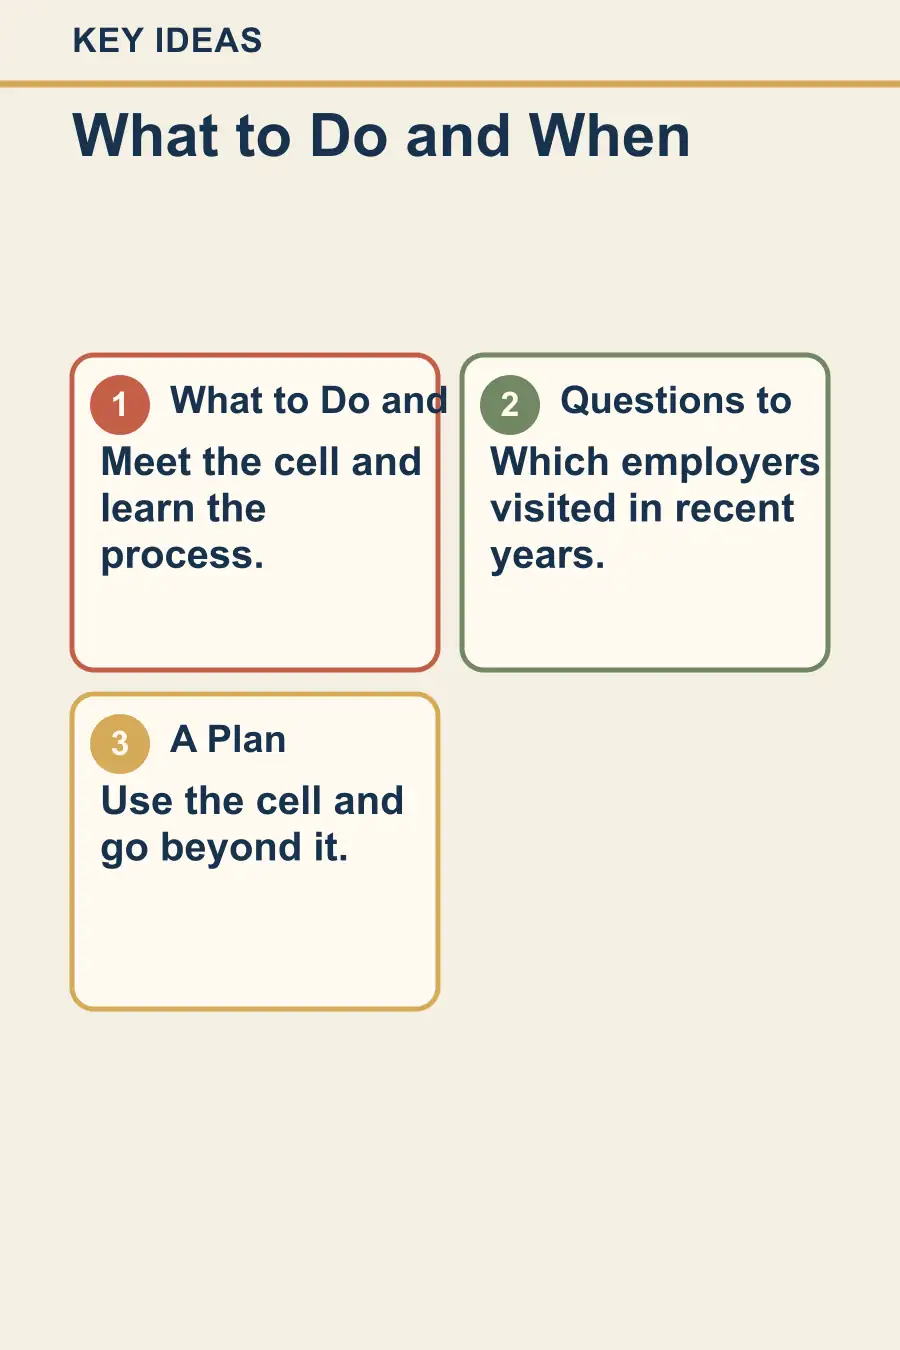 KEY IDEAS
What to Do and When
1 What to Do and
Meet the cell and
learn the
process.
2 Questions to
Which employers
visited in recent
years.
3 A Plan
Use the cell and
go beyond it.